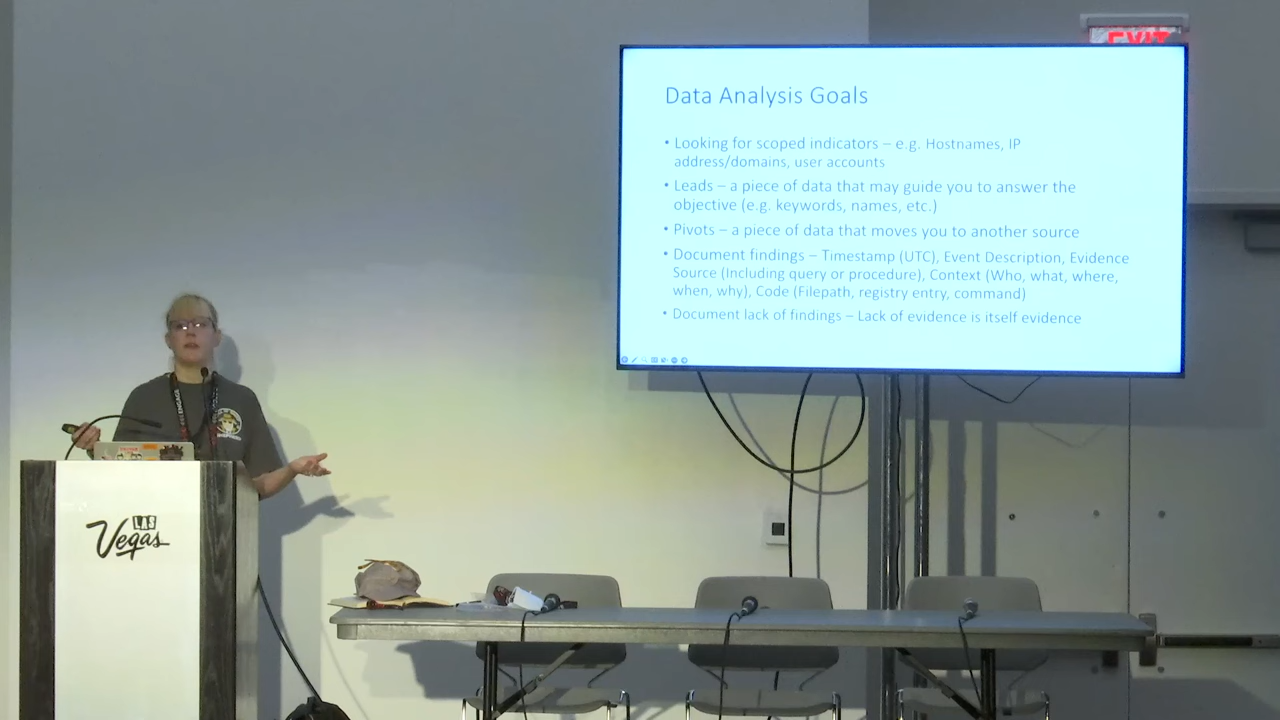 EXIT
Data Analysis Goals
• Looking for scoped indicators – e.g. Hostnames, IP
address/domains, user accounts
• Leads – a piece of data that may guide you to answer the
objective (e.g. keywords, names, etc.)
• Pivots – a piece of data that moves you to another source
• Document findings – Timestamp (UTC), Event Description, Evidence
Source (Including query or procedure), Context (Who, what, where,
when, why), Code (Filepath, registry entry, command)
• Document lack of findings – Lack of evidence is itself evidence
LAS
Vegas